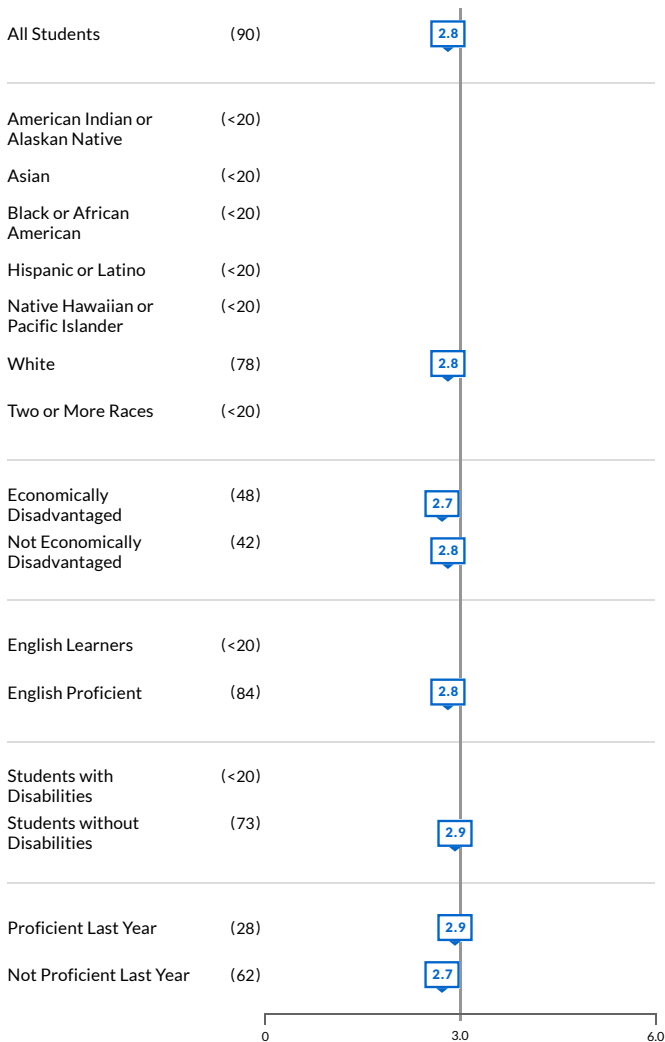 All Students (90) 2.8
American Indian or (<20)
Alaskan Native
Asian (<20)
Black or African (<20)
American
Hispanic or Latino (<20)
Native Hawaiian or (<20)
Pacific Islander
White (78) 2.8
Two or More Races (<20)
Economically (48) 2.7
Disadvantaged
Not Economically (42) 2.8
Disadvantaged
English Learners (<20)
English Proficient (84) 2.8
Students with (<20)
Disabilities
Students without (73) 2.9
Disabilities
Proficient Last Year (28) 2.9
Not Proficient Last Year (62) 2.7
0 3.0 6.0